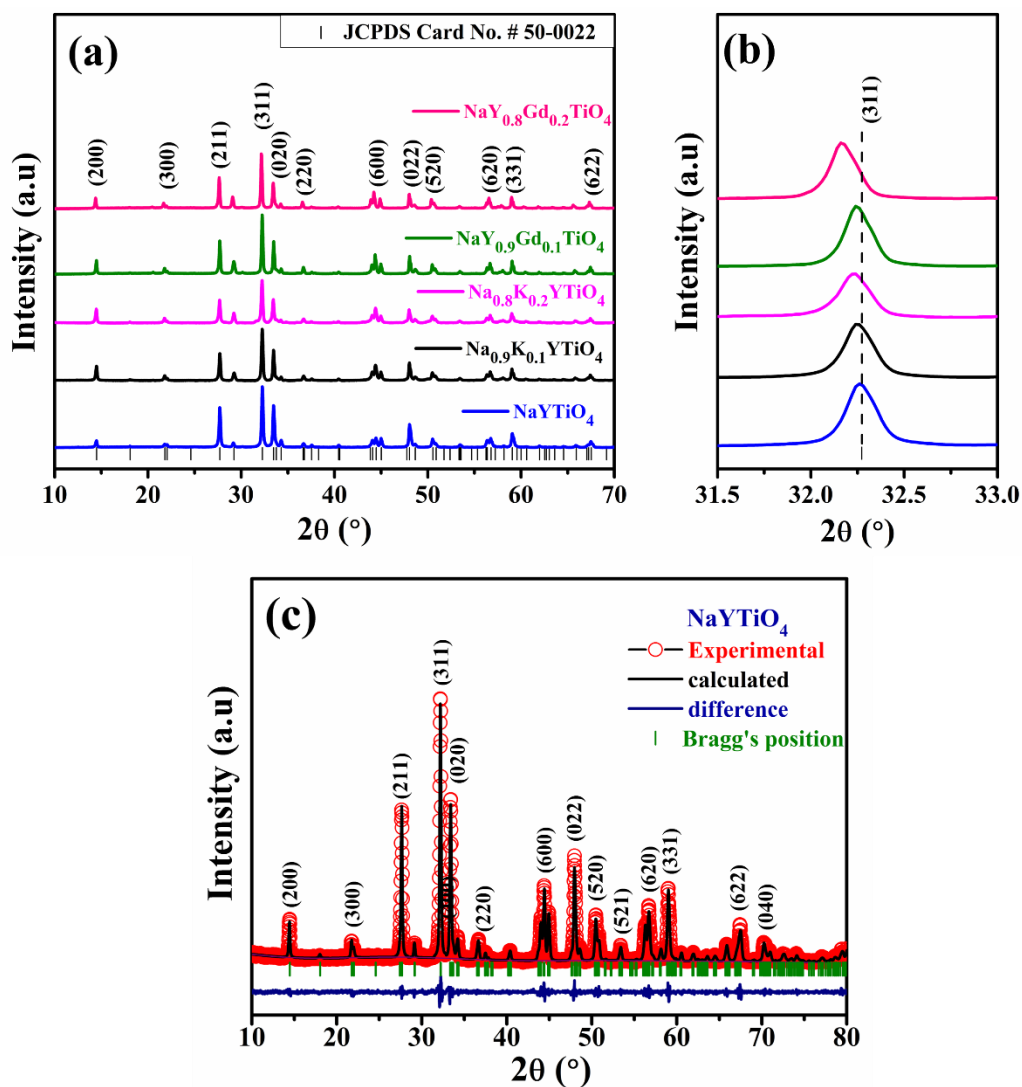 (a)
| JCPDS Card No. # 50-0022
NaY0.8Gd0.2TiO4
(200)
(300)
(211)
(311)
(020)
(220)
(600)
(022)
(520)
(620)
(331)
(622)
NaY0.9Gd0.1TiO4
Na0.8K0.2YTiO4
Na0.9K0.1YTiO4
NaYTiO4
Intensity (a.u)
10 20 30 40 50 60 70
2θ (°)
(b)
(311)
Intensity (a.u)
31.5 32.0 32.5 33.0
2θ (°)
(c)
NaYTiO4
Experimental
calculated
difference
Bragg's position
(200)
(300)
(211)
(311)
(020)
(220)
(600)
(022)
(520)
(521)
(620)
(331)
(622)
(040)
Intensity (a.u)
10 20 30 40 50 60 70 80
2θ (°)